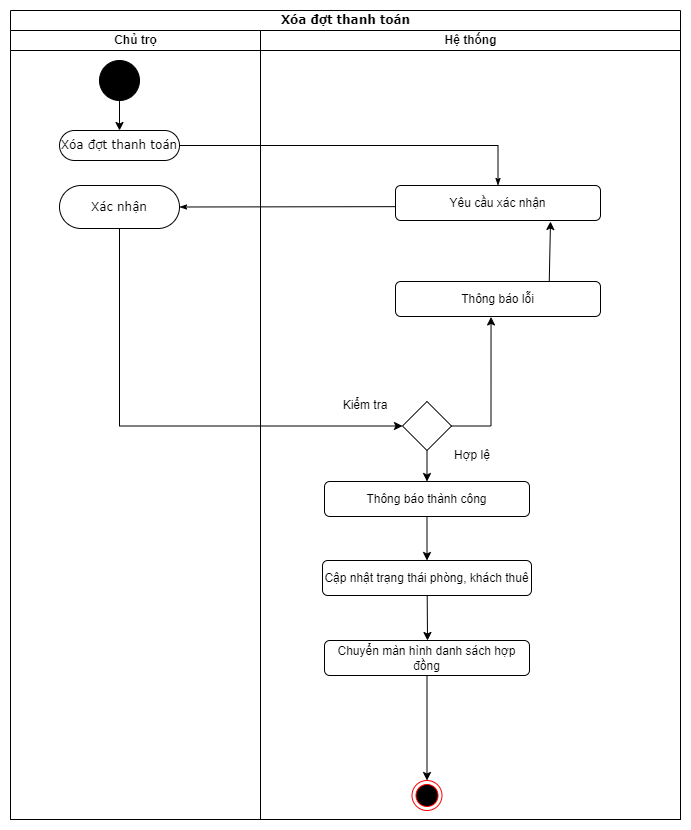 Xóa đợt thanh toán
Chủ trọ
Hệ thống
Xóa đợt thanh toán
Yêu cầu xác nhận
Xác nhận
Thông báo lỗi
Kiểm tra
Hợp lệ
Thông báo thành công
Cập nhật trạng thái phòng, khách thuê
Chuyển màn hình danh sách hợp
đồng